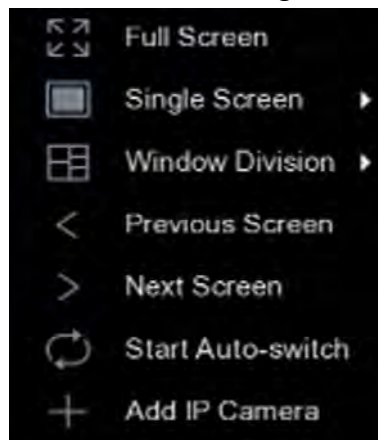 Full Screen
Single Screen
Window Division
Previous Screen
Next Screen
Start Auto-switch
Add IP Camera